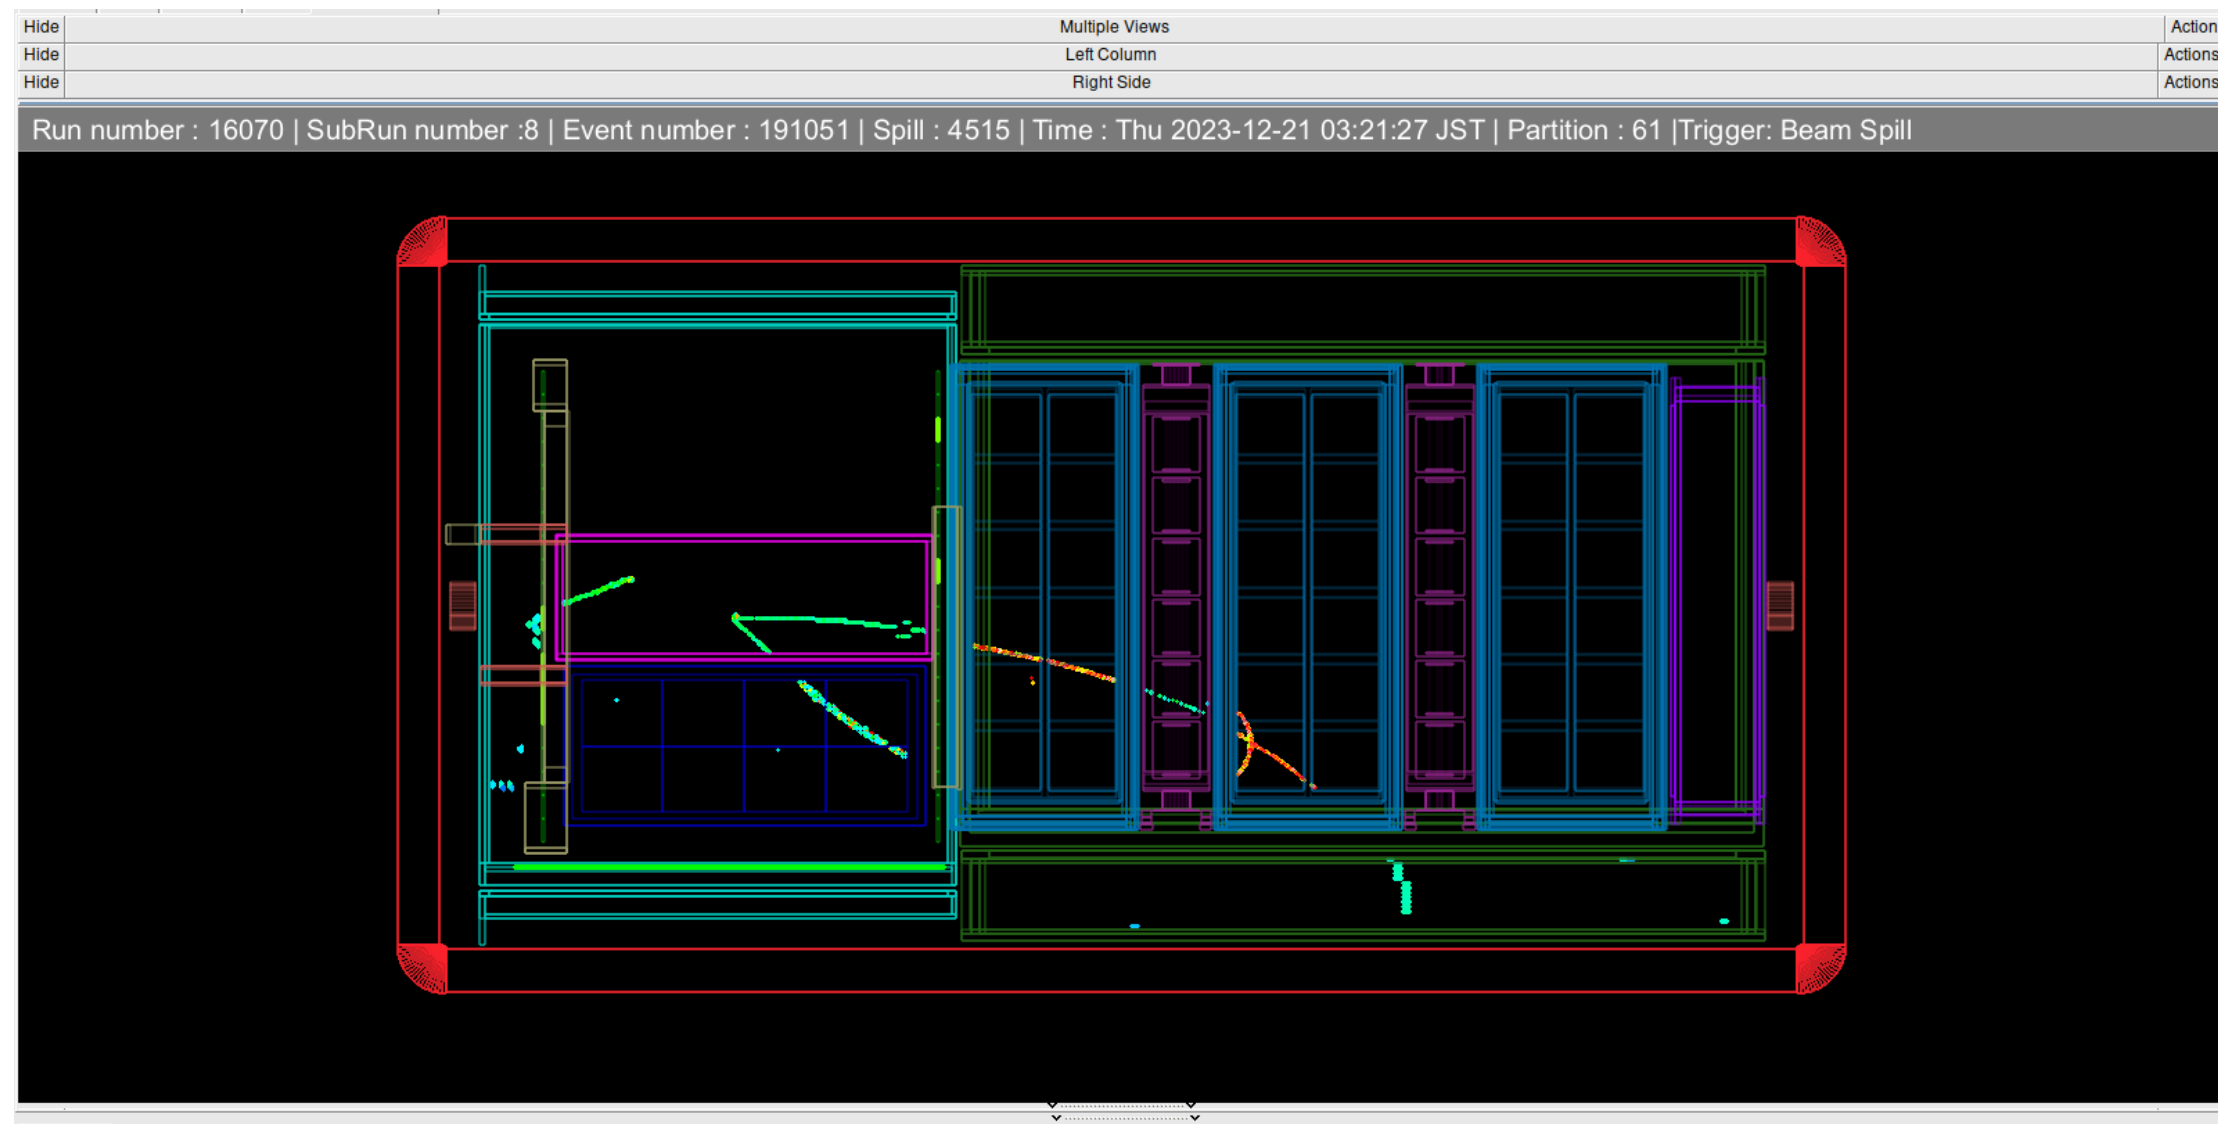 Hide Multiple Views Action
Hide Left Column Actions
Hide Right Side Actions
Run number : 16070 | SubRun number :8 | Event number : 191051 | Spill : 4515 | Time : Thu 2023-12-21 03:21:27 JST | Partition : 61 |Trigger: Beam Spill